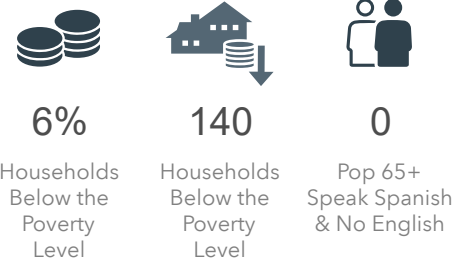 6%
Households
Below the
Poverty
Level
140
Households
Below the
Poverty
Level
0
Pop 65+
Speak Spanish
& No English